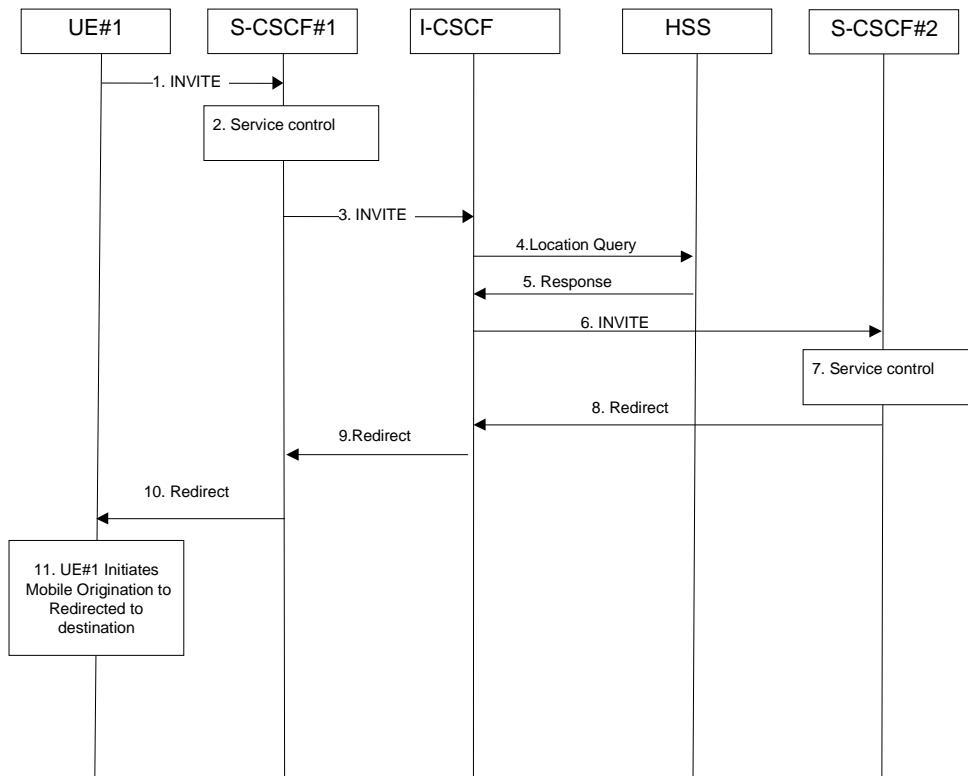 UE#1
S-CSCF#1
I-CSCF
HSS
S-CSCF#2
1. INVITE
2. Service control
3. INVITE
4.Location Query
5. Response
6. INVITE
7. Service control
8. Redirect
9.Redirect
10. Redirect
11. UE#1 Initiates
Mobile Origination to
Redirected to
destination